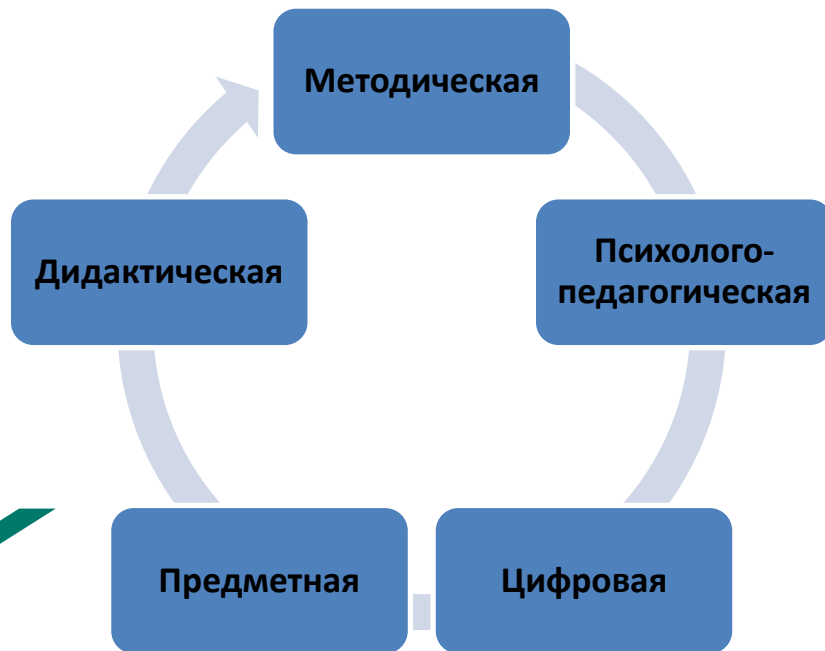 Методическая
Психолого-
педагогическая
Цифровая
Предметная
Дидактическая